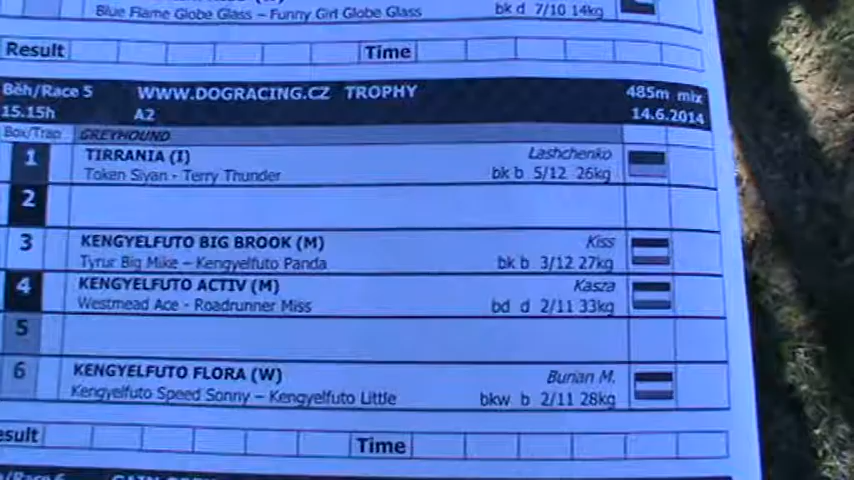 Blue Flame Globe Glass – Funny Girl Globe Glass bk d 7/10 14kg
Result Time
Běh/Race 5 WWW.DOGRACING.CZ TROPHY 485m mix
15.15h A2 14.6.2014
Box/Trap GREYHOUND
1 TIRRANIA (I) Lashchenko
Token Siyan - Terry Thunder bk b 5/12 26kg
2
3 KENGYELFUTO BIG BROOK (M) Kiss
Tyrur Big Mike – Kengyelfuto Panda bk b 3/12 27kg
4 KENGYELFUTO ACTIV (M) Kasza
Westmead Ace - Roadrunner Miss bd d 2/11 33kg
5
6 KENGYELFUTO FLORA (W) Burian M.
Kengyelfuto Speed Sonny – Kengyelfuto Little bkw b 2/11 28kg
esult Time